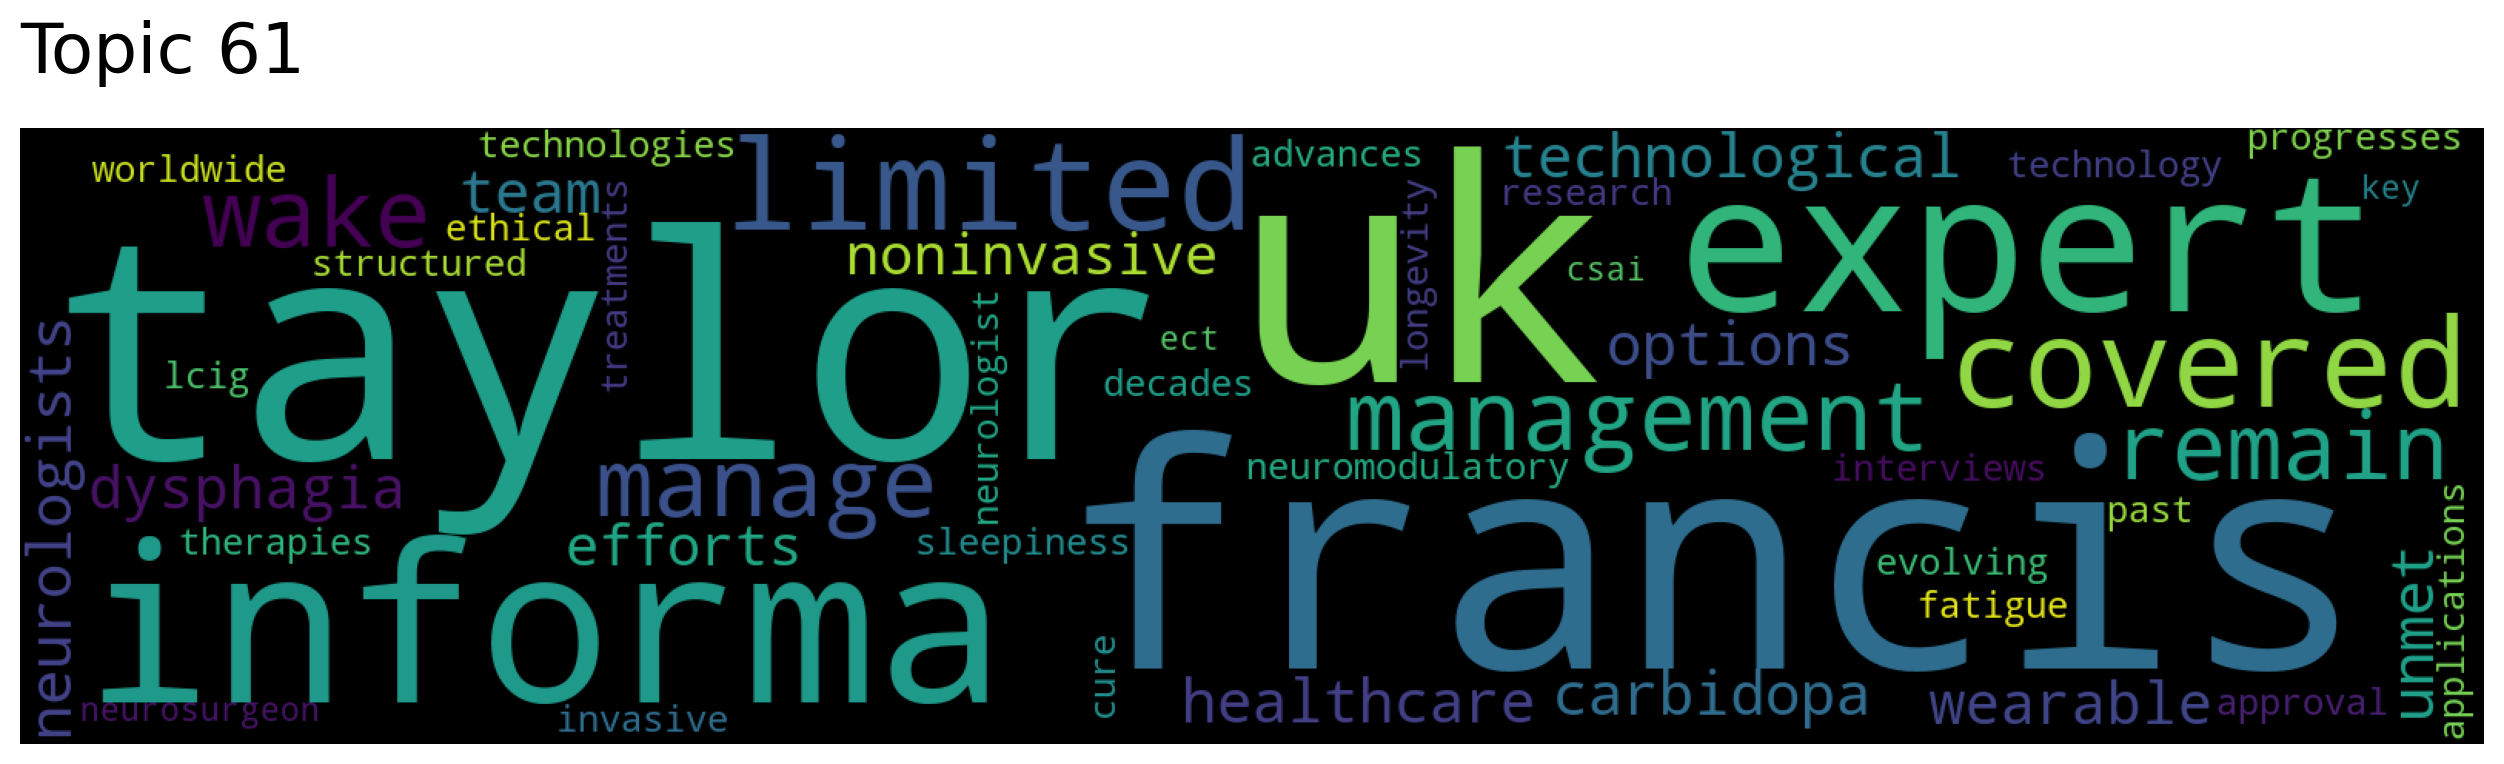 Topic 61
worldwide
technologies
limited
advances
technological
technology
progresses
wake
team
ethical
structured
treatments
noninvasive
uk
longevity
research
csai
expert
key
taylor
lcig
neurologist
ect
decades
options
covered
neurologists
dysphagia
manage
neuromodulatory
management
interviews
remain
therapies
efforts
sleepiness
francis
past
evolving
fatigue
informa
cure
unmet
applications
neurosurgeon
invasive
healthcare
carbidopa
wearable
approval